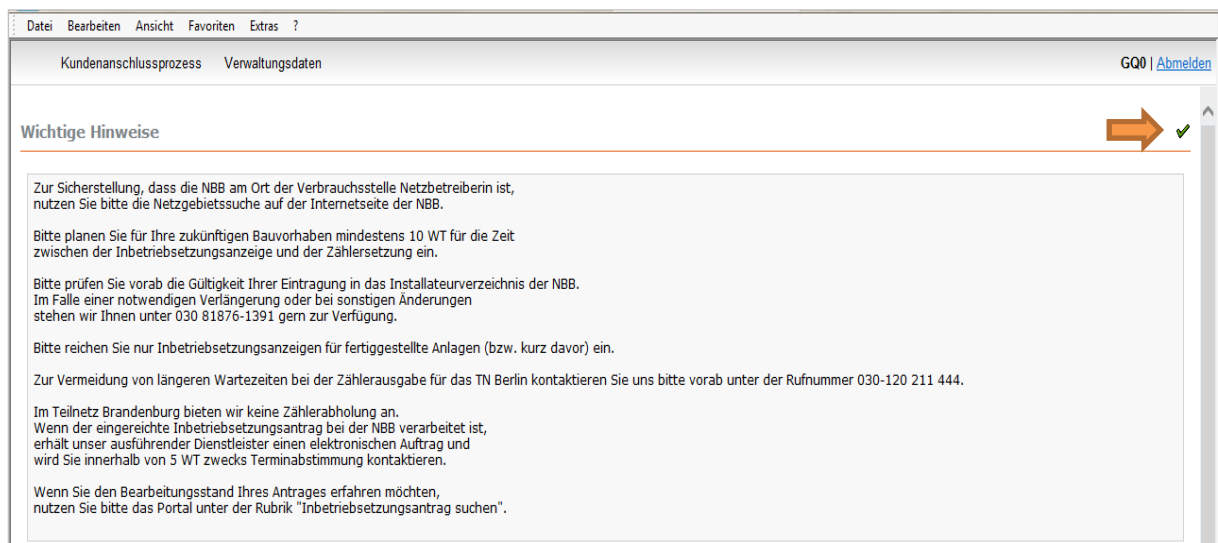 Datei Bearbeiten Ansicht Favoriten Extras ?
Kundenanschlussprozess Verwaltungsdaten GQ0 | Abmelden
Wichtige Hinweise
Zur Sicherstellung, dass die NBB am Ort der Verbrauchsstelle Netzbetreiberin ist,
nutzen Sie bitte die Netzgebietssuche auf der Internetseite der NBB.
Bitte planen Sie für Ihre zukünftigen Bauvorhaben mindestens 10 WT für die Zeit
zwischen der Inbetriebsetzungsanzeige und der Zählersetzung ein.
Bitte prüfen Sie vorab die Gültigkeit Ihrer Eintragung in das Installateurverzeichnis der NBB.
Im Falle einer notwendigen Verlängerung oder bei sonstigen Änderungen
stehen wir Ihnen unter 030 81876-1391 gern zur Verfügung.
Bitte reichen Sie nur Inbetriebsetzungsanzeigen für fertiggestellte Anlagen (bzw. kurz davor) ein.
Zur Vermeidung von längeren Wartezeiten bei der Zählerausgabe für das TN Berlin kontaktieren Sie uns bitte vorab unter der Rufnummer 030-120 211 444.
Im Teilnetz Brandenburg bieten wir keine Zählerabholung an.
Wenn der eingereichte Inbetriebsetzungsantrag bei der NBB verarbeitet ist,
erhält unser ausführender Dienstleister einen elektronischen Auftrag und
wird Sie innerhalb von 5 WT zwecks Terminabstimmung kontaktieren.
Wenn Sie den Bearbeitungsstand Ihres Antrages erfahren möchten,
nutzen Sie bitte das Portal unter der Rubrik "Inbetriebsetzungsantrag suchen".